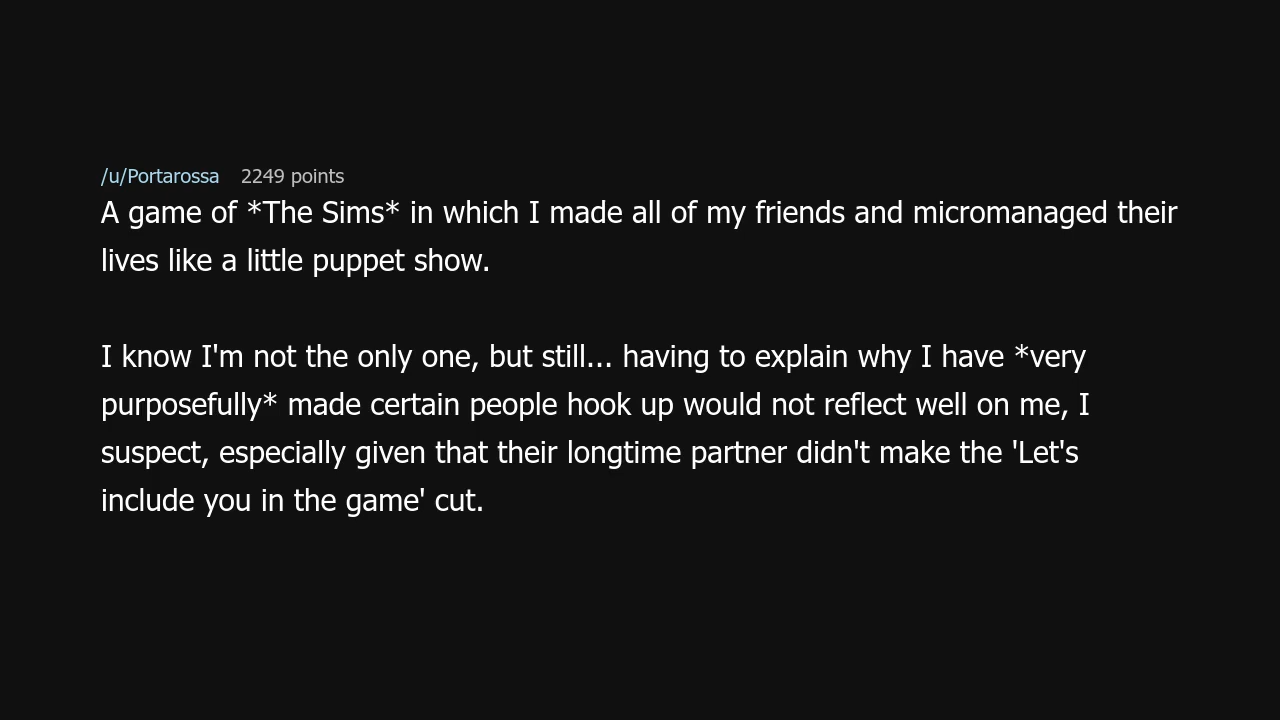 /u/Portarossa 2249 points
A game of *The Sims* in which I made all of my friends and micromanaged their
lives like a little puppet show.
I know I'm not the only one, but still... having to explain why I have *very
purposefully* made certain people hook up would not reflect well on me, I
suspect, especially given that their longtime partner didn't make the 'Let's
include you in the game' cut.